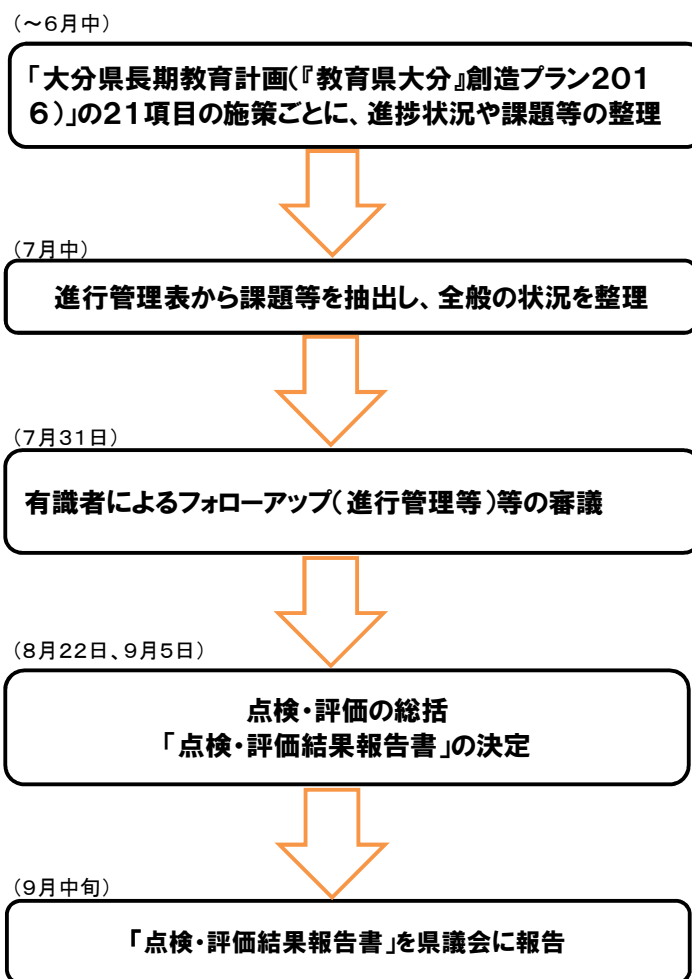 (~6月中)
「大分県長期教育計画(『教育県大分』創造プラン201
6)」の21項目の施策ごとに、進捗状況や課題等の整理
(7月中)
進行管理表から課題等を抽出し、全般の状況を整理
(7月31日)
有識者によるフォローアップ(進行管理等)等の審議
(8月22日、9月5日)
点検・評価の総括
「点検・評価結果報告書」の決定
(9月中旬)
「点検・評価結果報告書」を県議会に報告